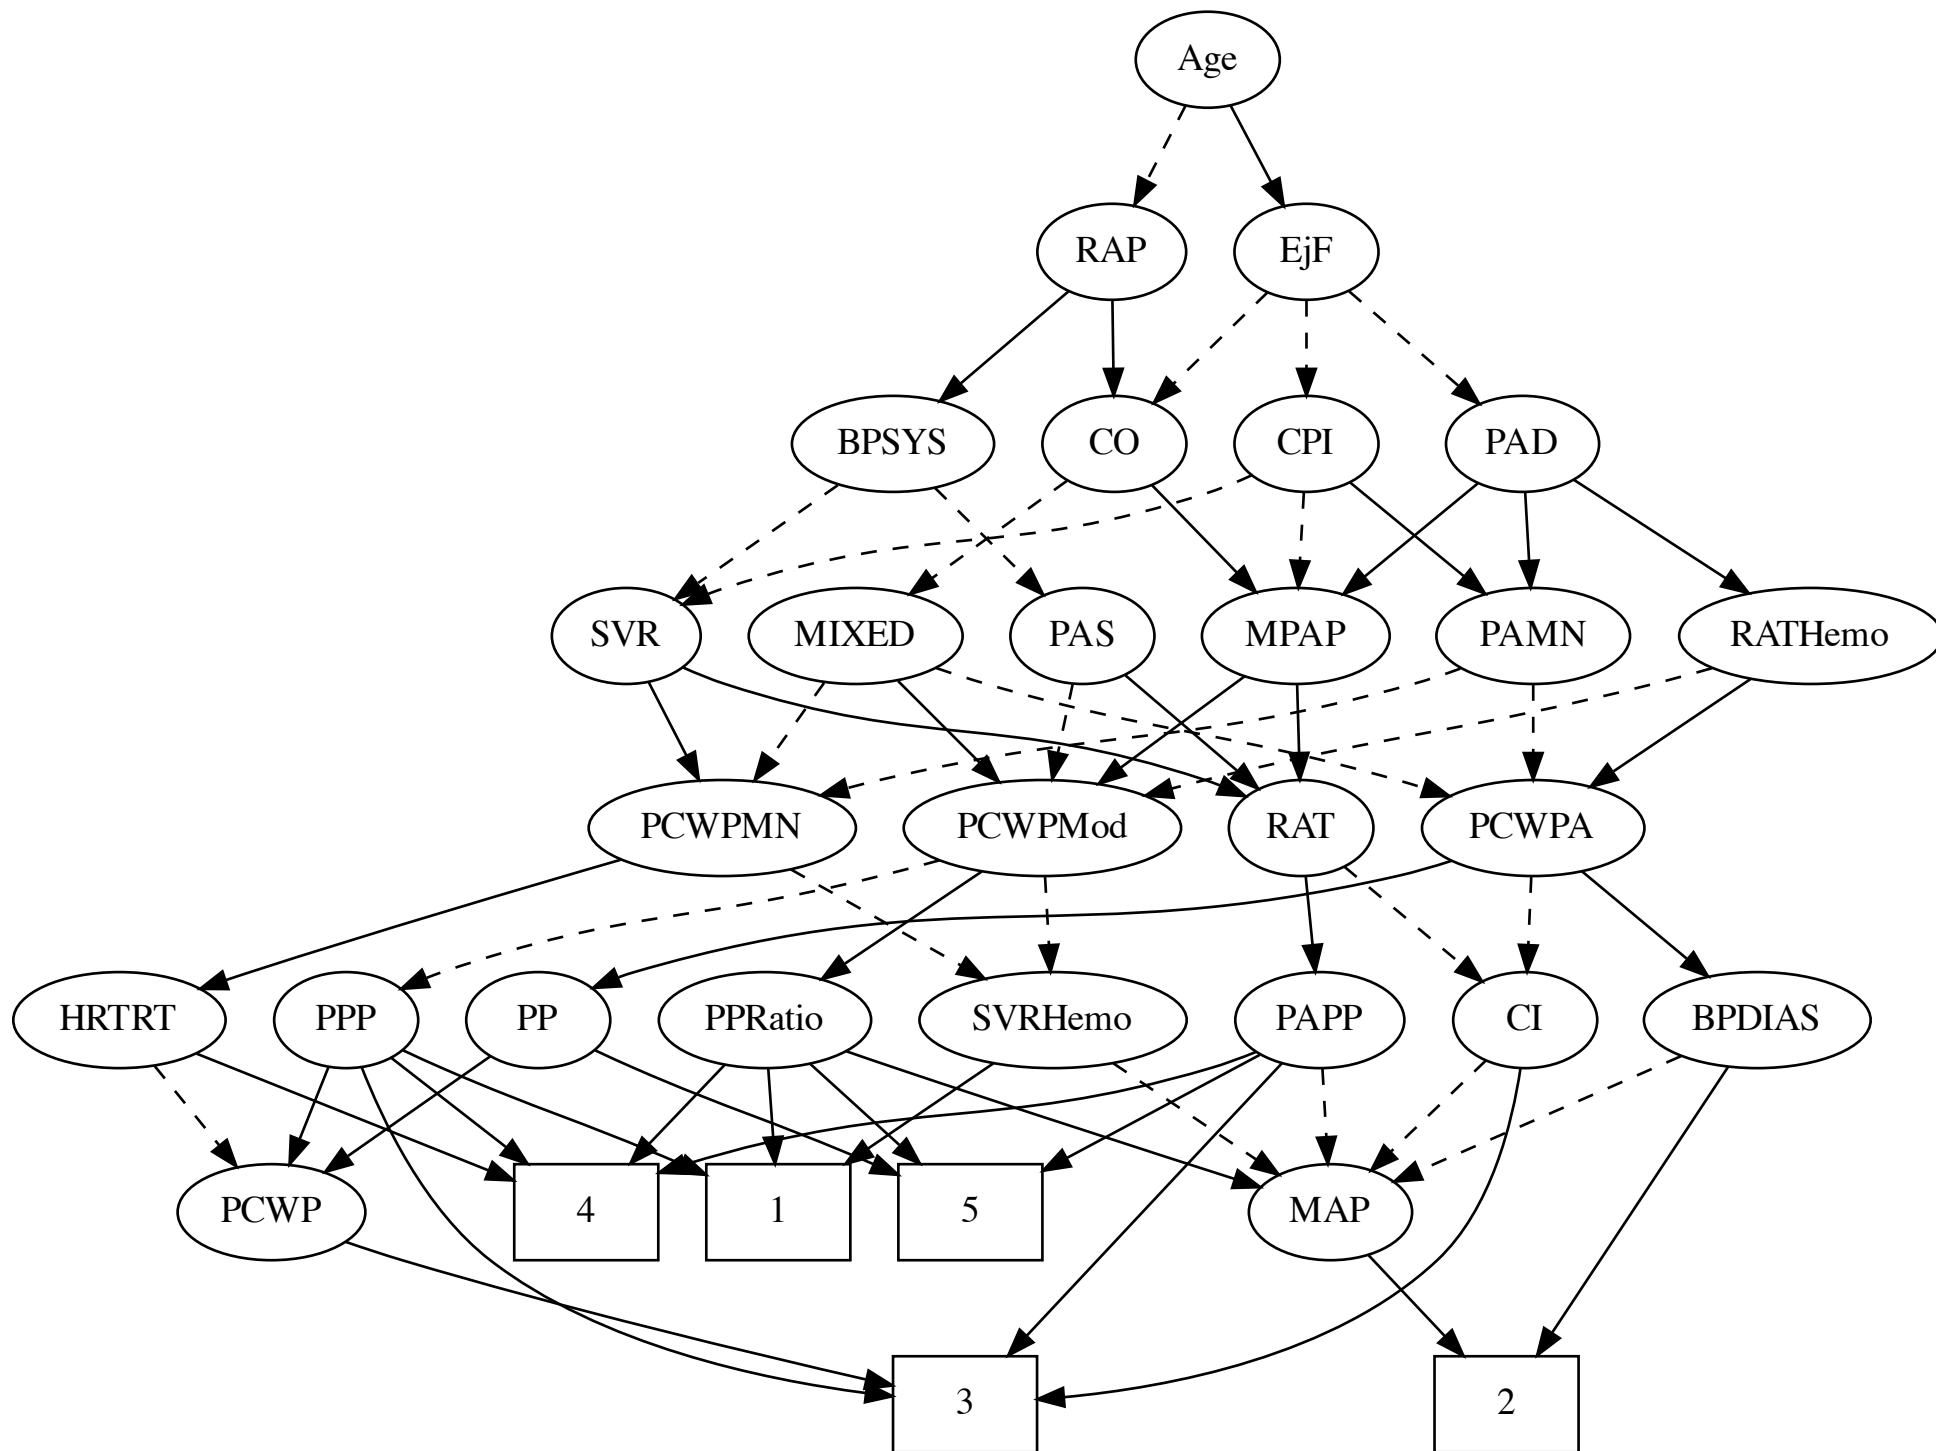 Age
RAP
EjF
BPSYS
CO
CPI
PAD
SVR
MIXED
PAS
MPAP
PAMN
RATHemo
PCWPMN
PCWPMod
RAT
PCWPA
HRTRT
PPP
PP
PPRatio
SVRHemo
PAPP
CI
BPDIAS
PCWP
4
1
5
MAP
3
2